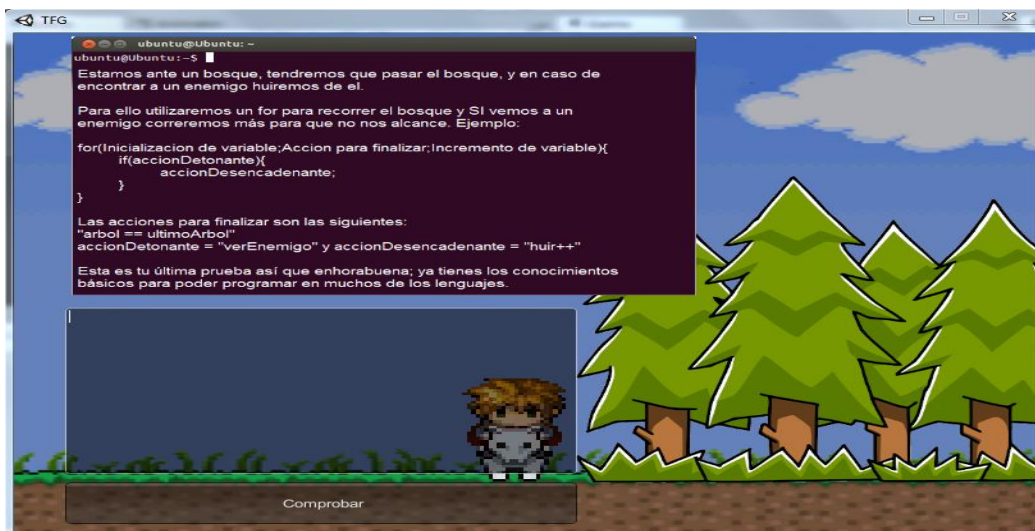 TFG
ubuntu@Ubuntu: ~
ubuntu@Ubuntu:~$
Estamos ante un bosque, tendremos que pasar el bosque, y en caso de
encontrar a un enemigo huiremos de el.
Para ello utilizaremos un for para recorrer el bosque y SI vemos a un
enemigo correremos más para que no nos alcance. Ejemplo:
for(Inicializacion de variable;Accion para finalizar;Incremento de variable){
if(accionDetonante){
accionDesencadenante;
}
}
Las acciones para finalizar son las siguientes:
"arbol == ultimoArbol"
accionDetonante = "verEnemigo" y accionDesencadenante = "huir++"
Esta es tu última prueba así que enhorabuena; ya tienes los conocimientos
básicos para poder programar en muchos de los lenguajes.
Comprobar